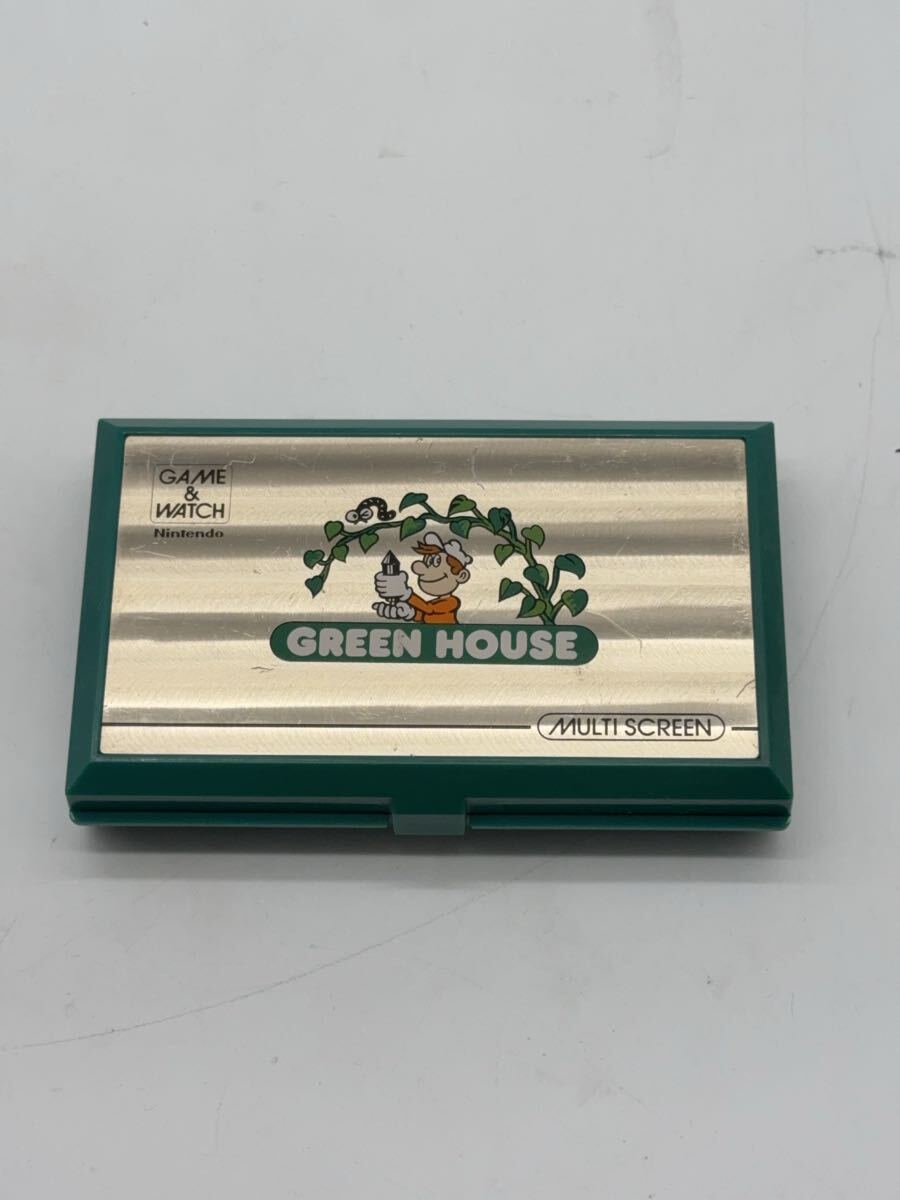 GAME
&
WATCH
Nintendo
GREEN HOUSE
MULTI SCREEN